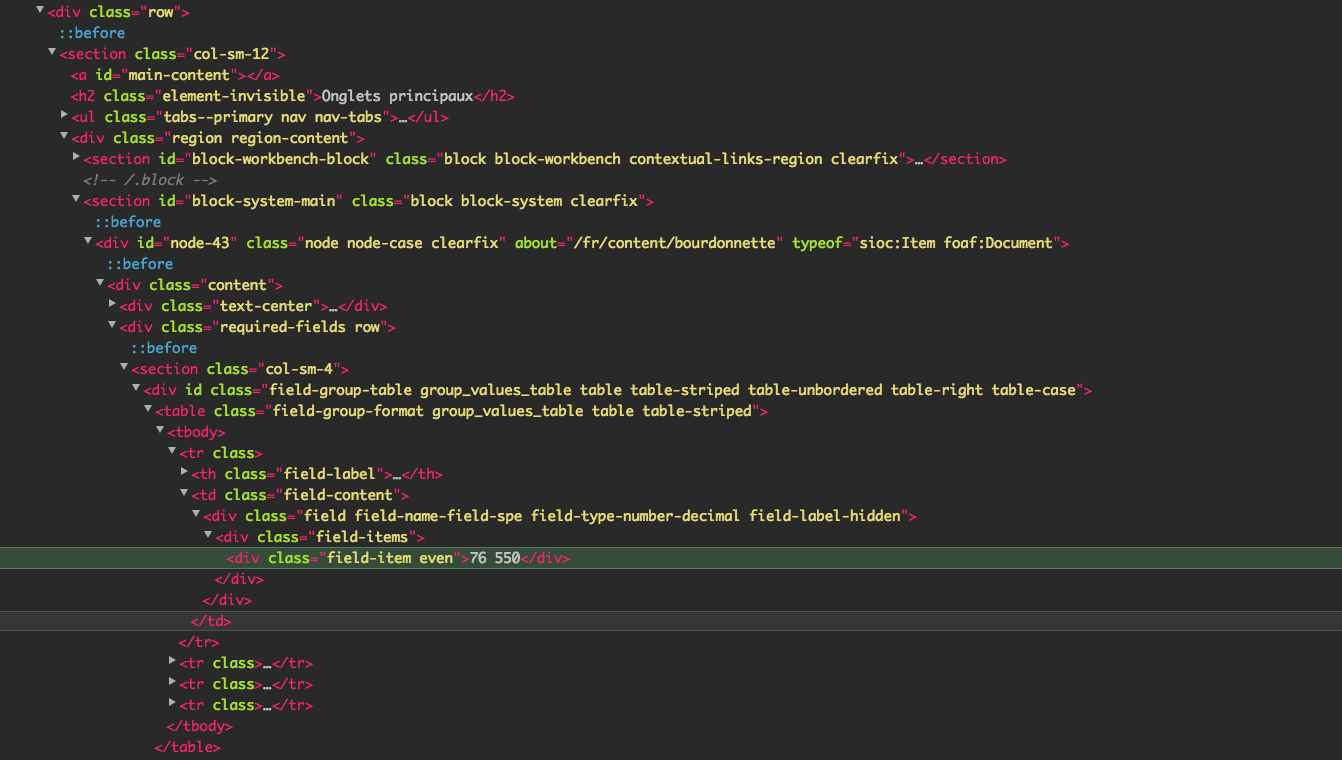 <div class="row">
::before
<section class="col-sm-12">
<a id="main-content"></a>
<h2 class="element-invisible">Onglets principaux</h2>
<ul class="tabs--primary nav nav-tabs">…</ul>
<div class="region region-content">
<section id="block-workbench-block" class="block block-workbench contextual-links-region clearfix">…</section>
<!-- /.block -->
<section id="block-system-main" class="block block-system clearfix">
::before
<div id="node-43" class="node node-case clearfix" about="/fr/content/bourdonnette" typeof="sioc:Item foaf:Document">
::before
<div class="content">
<div class="text-center">…</div>
<div class="required-fields row">
::before
<section class="col-sm-4">
<div id class="field-group-table group_values_table table table-striped table-unbordered table-right table-case">
<table class="field-group-format group_values_table table table-striped">
<tbody>
<tr class>
<th class="field-label">…</th>
<td class="field-content">
<div class="field field-name-field-spe field-type-number-decimal field-label-hidden">
<div class="field-items">
<div class="field-item even">76 550</div>
</div>
</div>
</td>
</tr>
<tr class>…</tr>
<tr class>…</tr>
<tr class>…</tr>
</tbody>
</table>